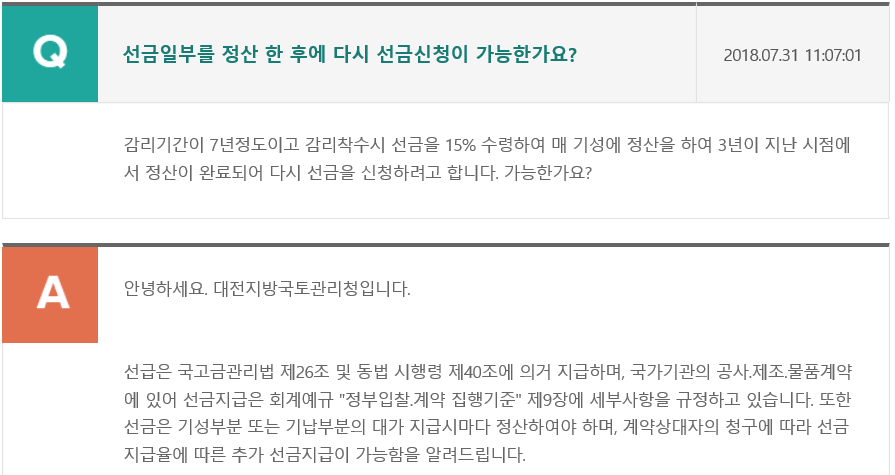 Q
선금일부를 정산 한 후에 다시 선금신청이 가능한가요?
2018.07.31 11:07:01
감리기간이 7년정도이고 감리착수시 선금을 15% 수령하여 매 기성에 정산을 하여 3년이 지난 시점에
서 정산이 완료되어 다시 선금을 신청하려고 합니다. 가능한가요?
A
안녕하세요. 대전지방국토관리청입니다.
선급은 국고금관리법 제26조 및 동법 시행령 제40조에 의거 지급하며, 국가기관의 공사.제조.물품계약
에 있어 선금지급은 회계예규 "정부입찰.계약 집행기준" 제9장에 세부사항을 규정하고 있습니다. 또한
선금은 기성부분 또는 기납부분의 대가 지급시마다 정산하여야 하며, 계약상대자의 청구에 따라 선금
지급율에 따른 추가 선금지급이 가능함을 알려드립니다.